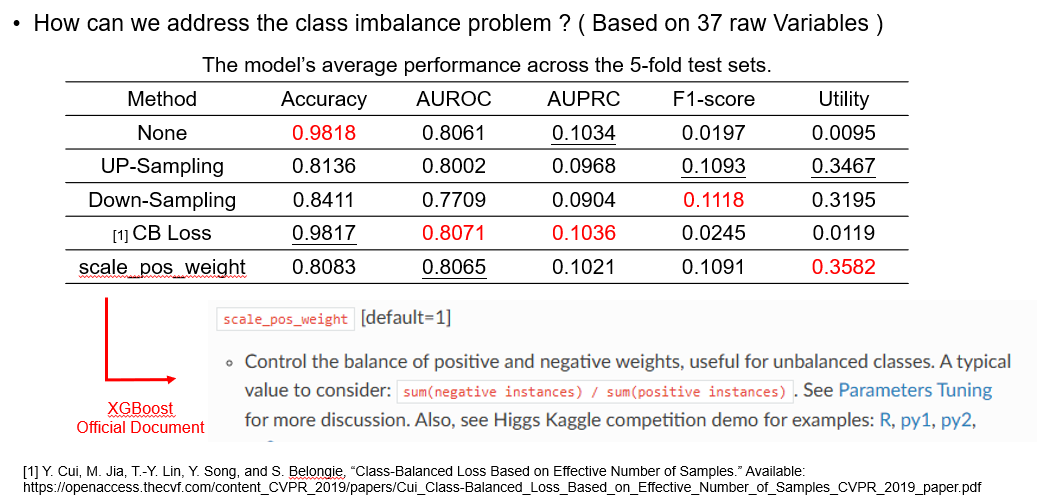 • How can we address the class imbalance problem ? ( Based on 37 raw Variables )
The model's average performance across the 5-fold test sets.
Method Accuracy AUROC AUPRC F1-score Utility
None 0.9818 0.8061 0.1034 0.0197 0.0095
UP-Sampling 0.8136 0.8002 0.0968 0.1093 0.3467
Down-Sampling 0.8411 0.7709 0.0904 0.1118 0.3195
[1] CB Loss 0.9817 0.8071 0.1036 0.0245 0.0119
scale_pos_weight 0.8083 0.8065 0.1021 0.1091 0.3582
scale_pos_weight [default=1]
Control the balance of positive and negative weights, useful for unbalanced classes. A typical
value to consider: sum(negative instances) / sum(positive instances) . See Parameters Tuning
for more discussion. Also, see Higgs Kaggle competition demo for examples: R, py1, py2,
XGBoost
Official Document
[1] Y. Cui, M. Jia, T.-Y. Lin, Y. Song, and S. Belongie, “Class-Balanced Loss Based on Effective Number of Samples.” Available:
https://openaccess.thecvf.com/content_CVPR_2019/papers/Cui_Class-Balanced_Loss_Based_on_Effective_Number_of_Samples_CVPR_2019_paper.pdf